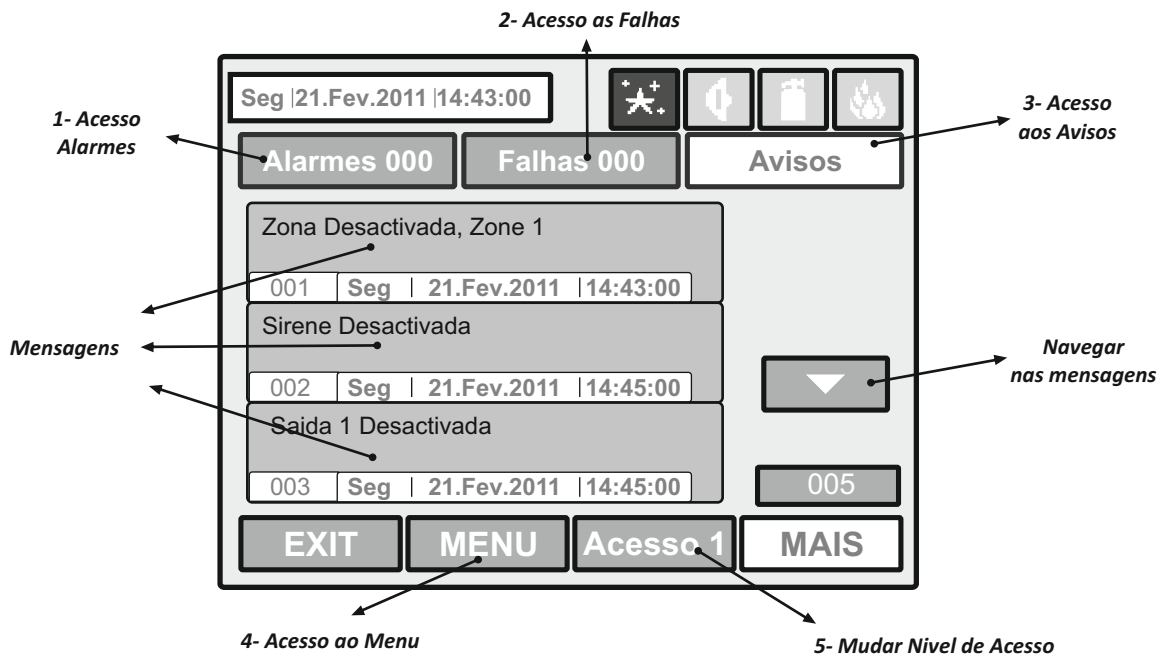 2- Acesso as Falhas
Seg |21.Fev.2011 |14:43:00
1- Acesso
Alarmes
3- Acesso
aos Avisos
Alarmes 000
Falhas 000
Avisos
Zona Desactivada, Zone 1
001 Seg | 21.Fev.2011 |14:43:00
Sirene Desactivada
Mensagens
002 Seg | 21.Fev.2011 |14:45:00
Navegar
nas mensagens
Saida 1 Desactivada
003 Seg | 21.Fev.2011 |14:45:00
005
EXIT
MENU
Acesso 1
MAIS
4- Acesso ao Menu
5- Mudar Nivel de Acesso